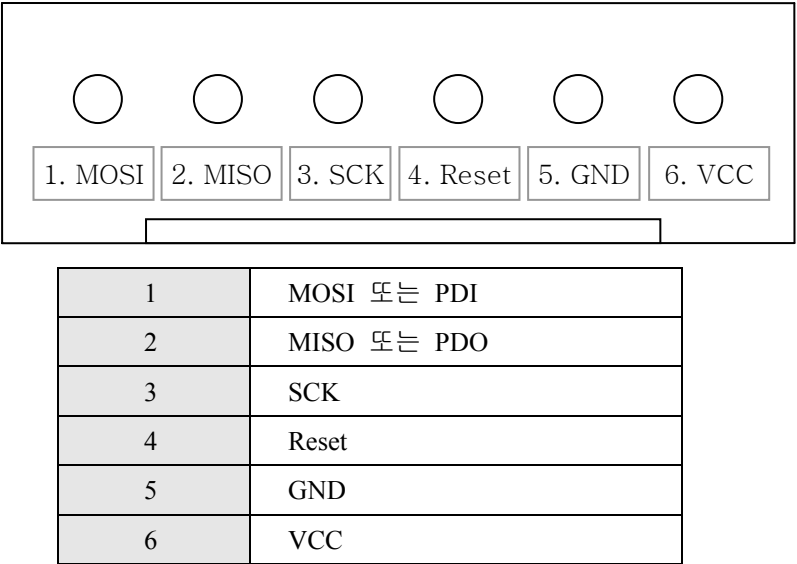 1. MOSI 2. MISO 3. SCK 4. Reset 5. GND 6. VCC
1 MOSI 또는 PDI
2 MISO 또는 PDO
3 SCK
4 Reset
5 GND
6 VCC